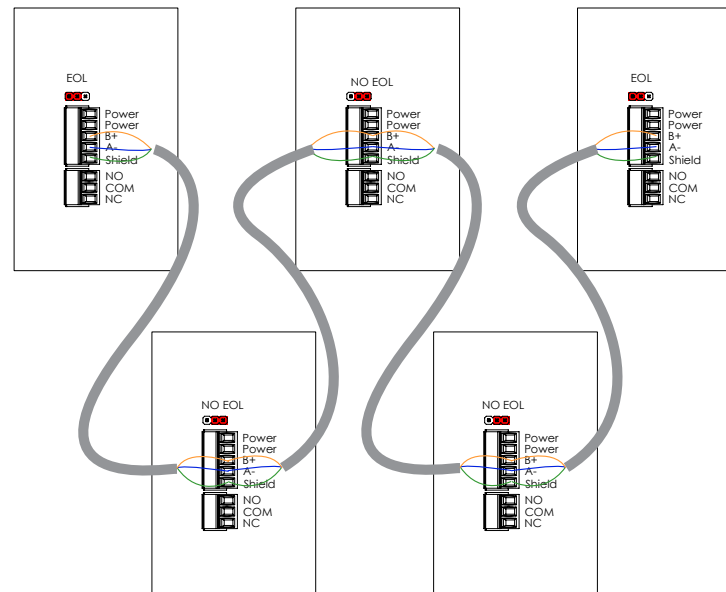 EOL
Power
Power
B+
A-
Shield
NO
COM
NC
NO EOL
Power
Power
B+
A-
Shield
NO
COM
NC
EOL
Power
Power
B+
A-
Shield
NO
COM
NC
NO EOL
Power
Power
B+
A-
Shield
NO
COM
NC
NO EOL
Power
Power
B+
A-
Shield
NO
COM
NC